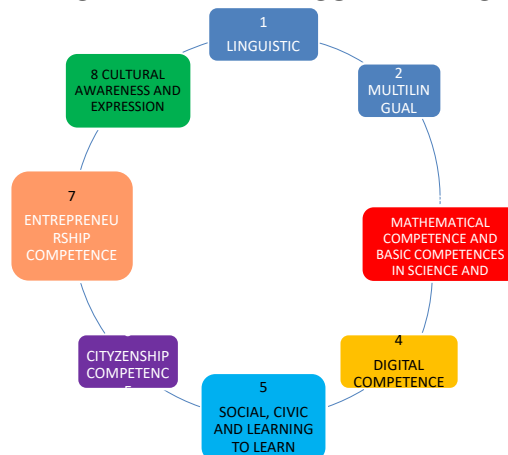 1
LINGUISTIC
2
MULTILIN
GUAL
MATHEMATICAL
COMPETENCE AND
BASIC COMPETENCES
IN SCIENCE AND
4
DIGITAL
COMPETENCE
5
SOCIAL, CIVIC
AND LEARNING
TO LEARN
CITYZENSHIP
COMPETENC
7
ENTREPRENEU
RSHIP
COMPETENCE
8 CULTURAL
AWARENESS AND
EXPRESSION